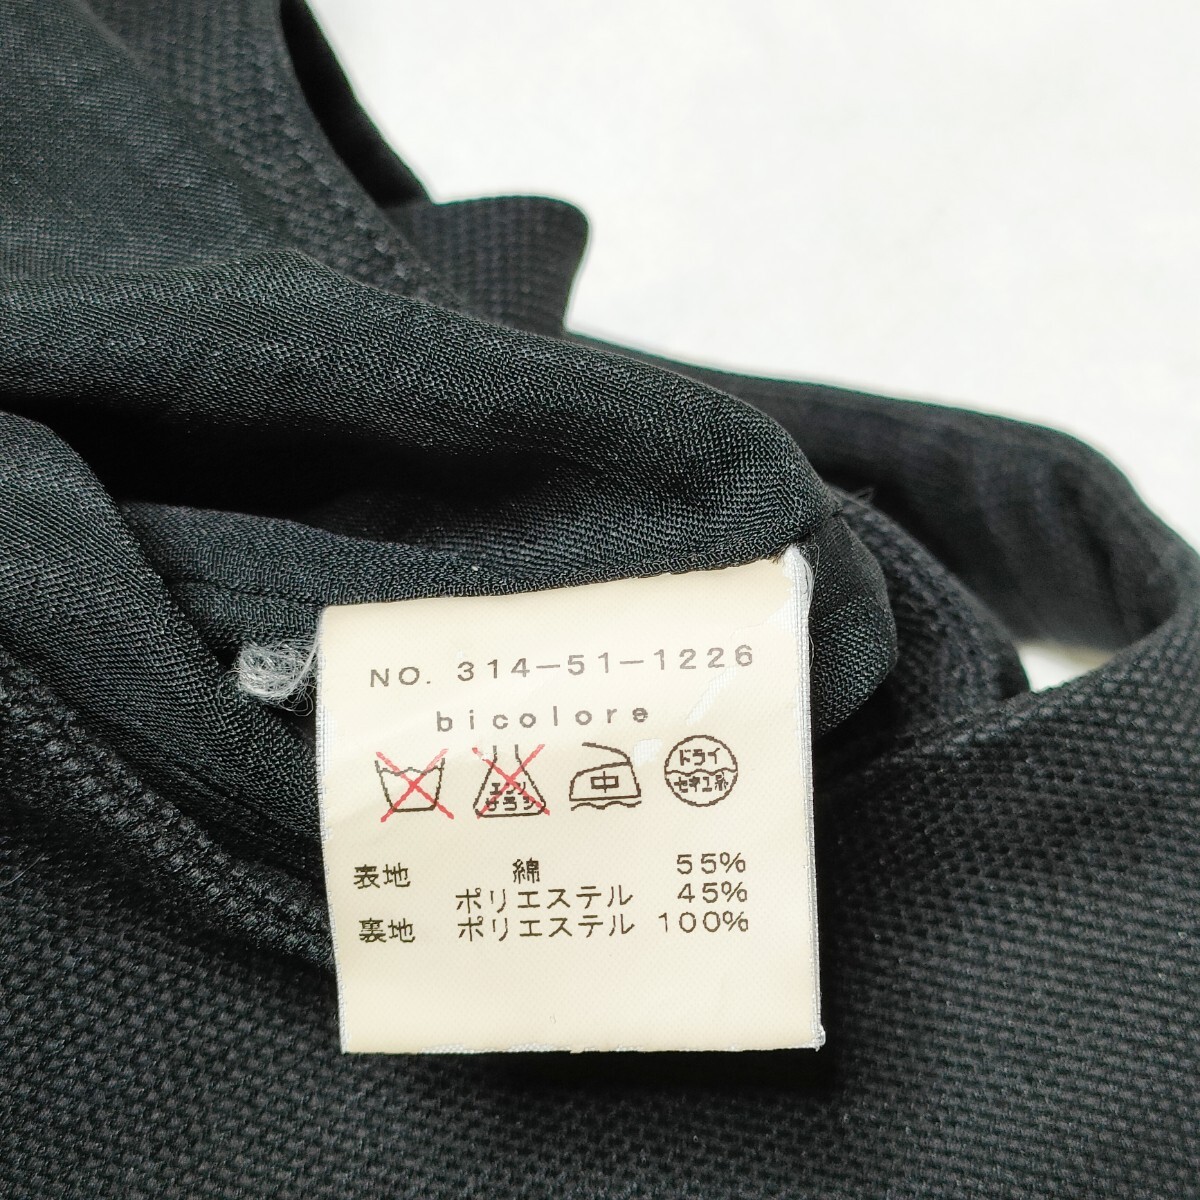 NO. 314-51-1226
bicolore
エンソ サラシ 中 ドライ
セキユ系
表地 綿 55%
ポリエステル 45%
裏地 ポリエステル 100%